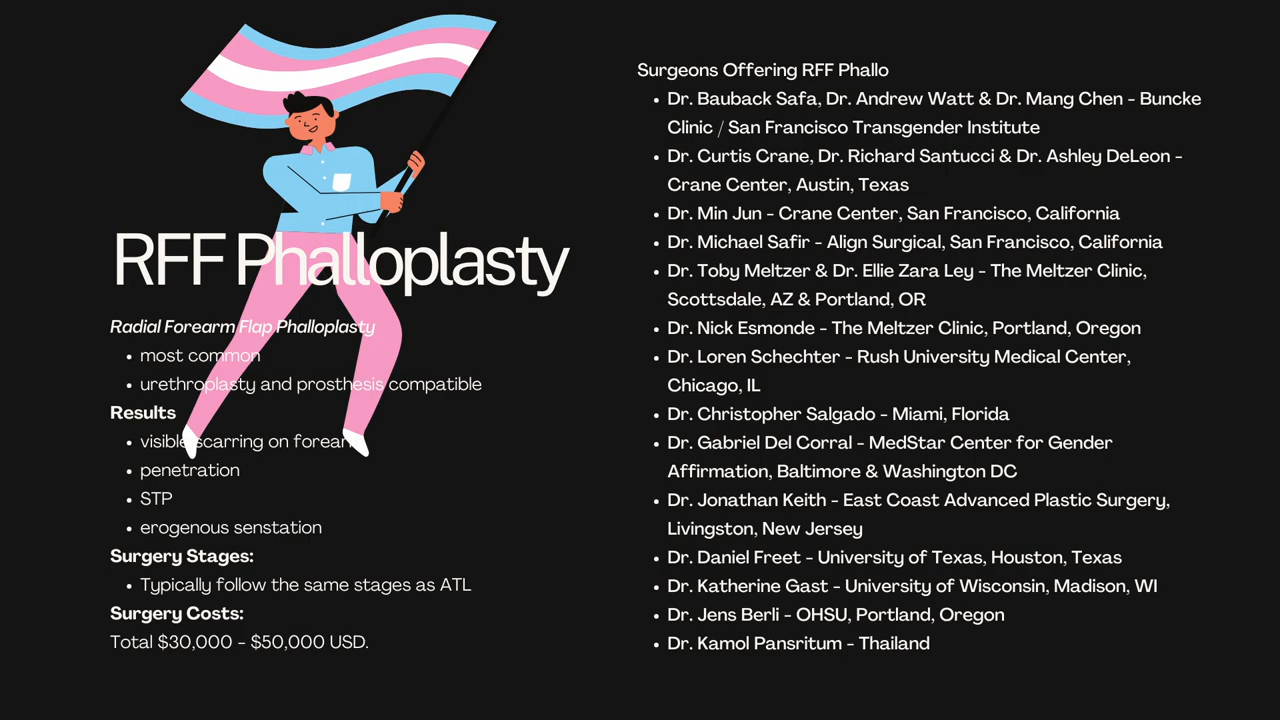 RFF Phalloplasty
Radial Forearm Flap Phalloplasty
• most common
• urethroplasty and prosthesis compatible
Results
• visible scarring on forearm
• penetration
• STP
• erogenous senstation
Surgery Stages:
• Typically follow the same stages as ATL
Surgery Costs:
Total $30,000 - $50,000 USD.
Surgeons Offering RFF Phallo
• Dr. Bauback Safa, Dr. Andrew Watt & Dr. Mang Chen - Buncke
Clinic / San Francisco Transgender Institute
• Dr. Curtis Crane, Dr. Richard Santucci & Dr. Ashley DeLeon -
Crane Center, Austin, Texas
• Dr. Min Jun - Crane Center, San Francisco, California
• Dr. Michael Safir - Align Surgical, San Francisco, California
• Dr. Toby Meltzer & Dr. Ellie Zara Ley - The Meltzer Clinic,
Scottsdale, AZ & Portland, OR
• Dr. Nick Esmonde - The Meltzer Clinic, Portland, Oregon
• Dr. Loren Schechter - Rush University Medical Center,
Chicago, IL
• Dr. Christopher Salgado - Miami, Florida
• Dr. Gabriel Del Corral - MedStar Center for Gender
Affirmation, Baltimore & Washington DC
• Dr. Jonathan Keith - East Coast Advanced Plastic Surgery,
Livingston, New Jersey
• Dr. Daniel Freet - University of Texas, Houston, Texas
• Dr. Katherine Gast - University of Wisconsin, Madison, WI
• Dr. Jens Berli - OHSU, Portland, Oregon
• Dr. Kamol Pansritum - Thailand